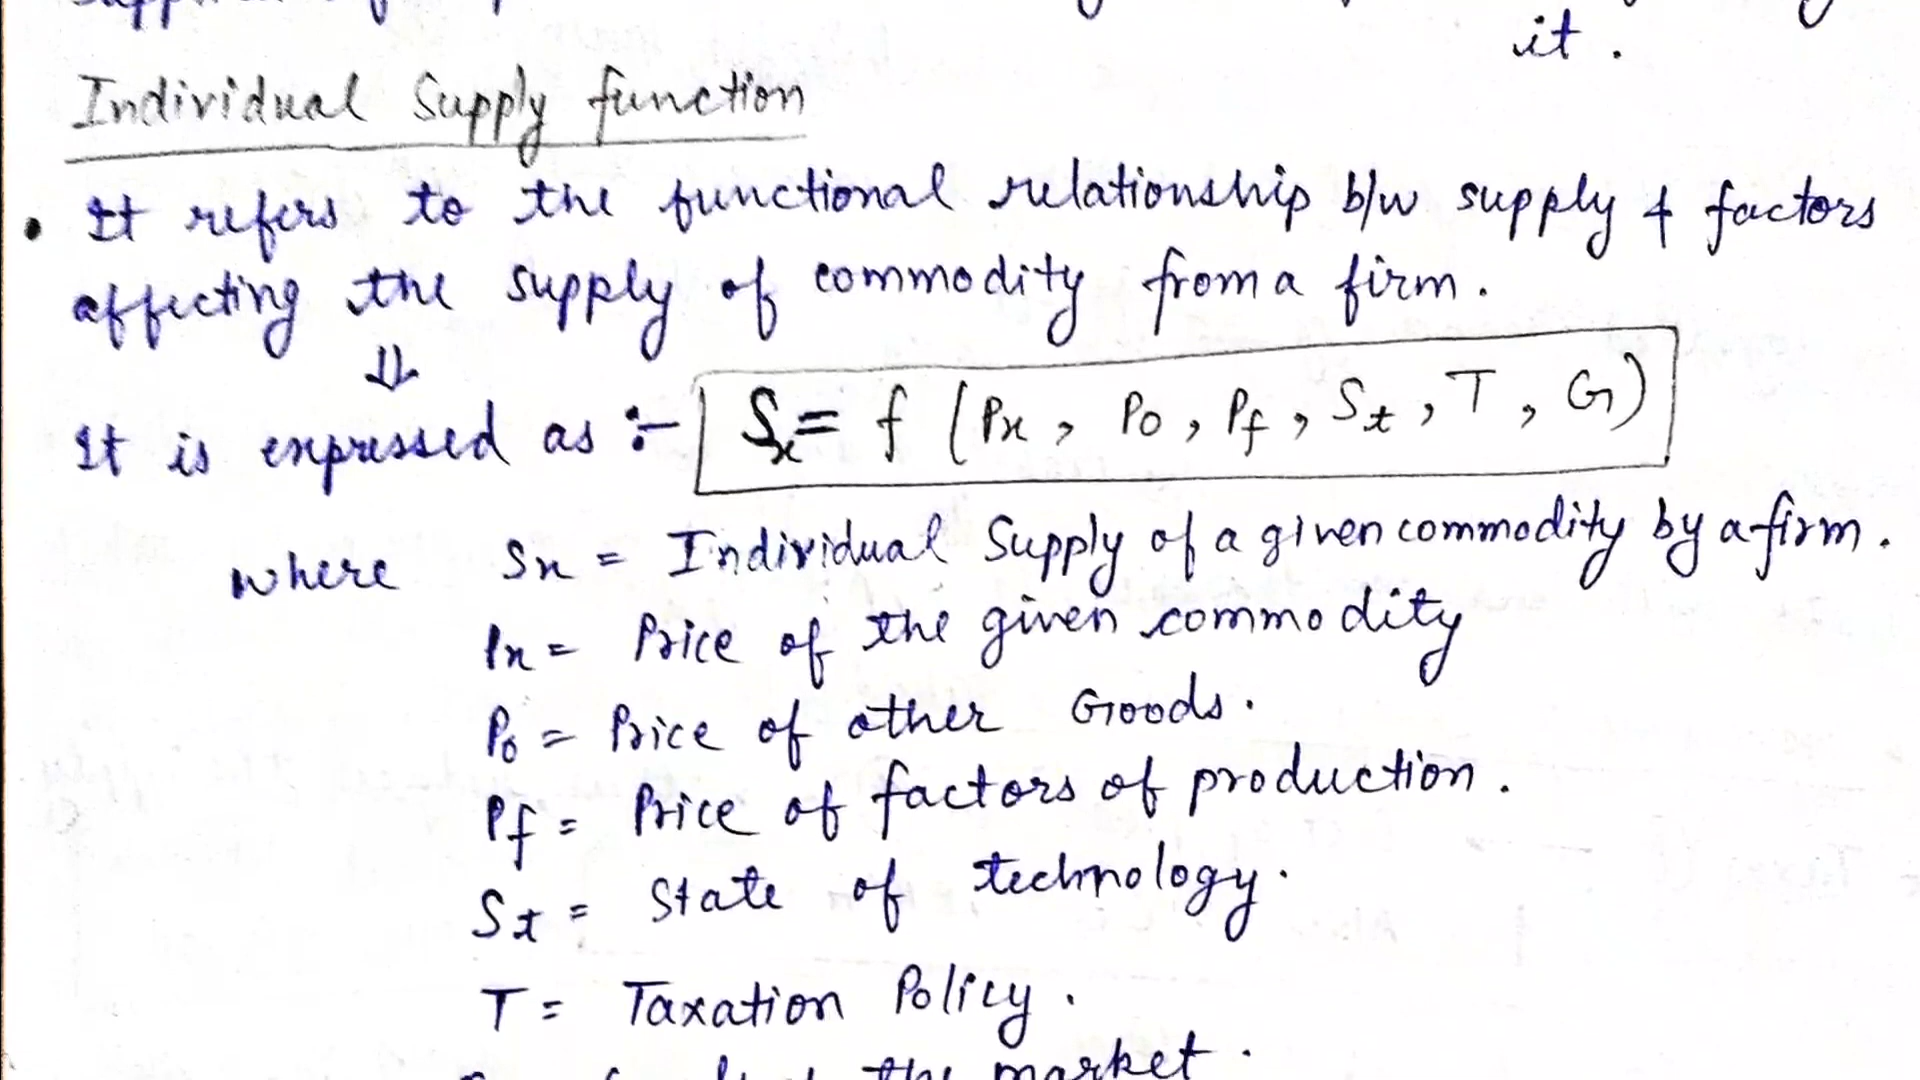 it .
Individual Supply function
• It refers to the functional relationship b/w supply & factors
affecting the supply of commodity from a firm.
⇓
It is expressed as :- Sx = f (Px, Po, Pf, St, T, G)
where Sx = Individual Supply of a given commodity by a firm.
Px = Price of the given commodity
Po = Price of other Goods.
Pf = Price of factors of production.
St = State of technology.
T = Taxation Policy.
the market.